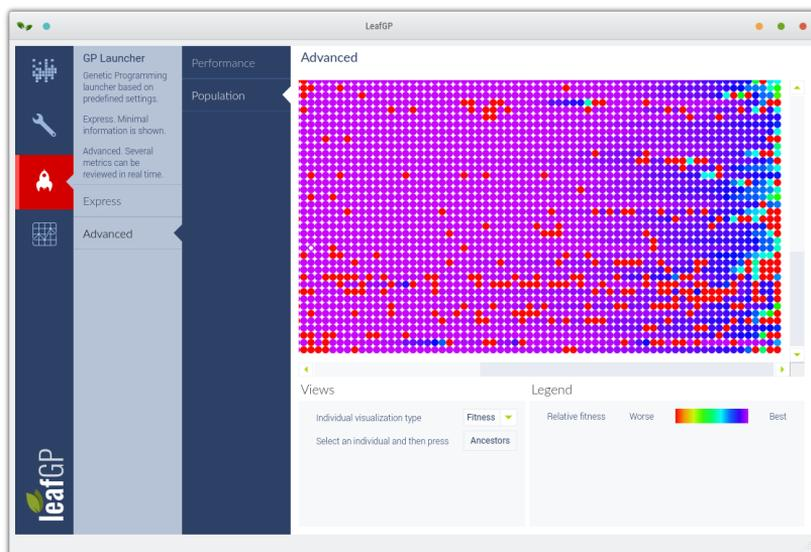 LeafGP
GP Launcher
Genetic Programming
launcher based on
predefined settings.
Express. Minimal
information is shown.
Advanced. Several
metrics can be
reviewed in real time.
Express
Advanced
Performance
Population
Advanced
Views
Individual visualization type
Fitness
Select an individual and then press
Ancestors
Legend
Relative fitness
Worse
Best
leafGP